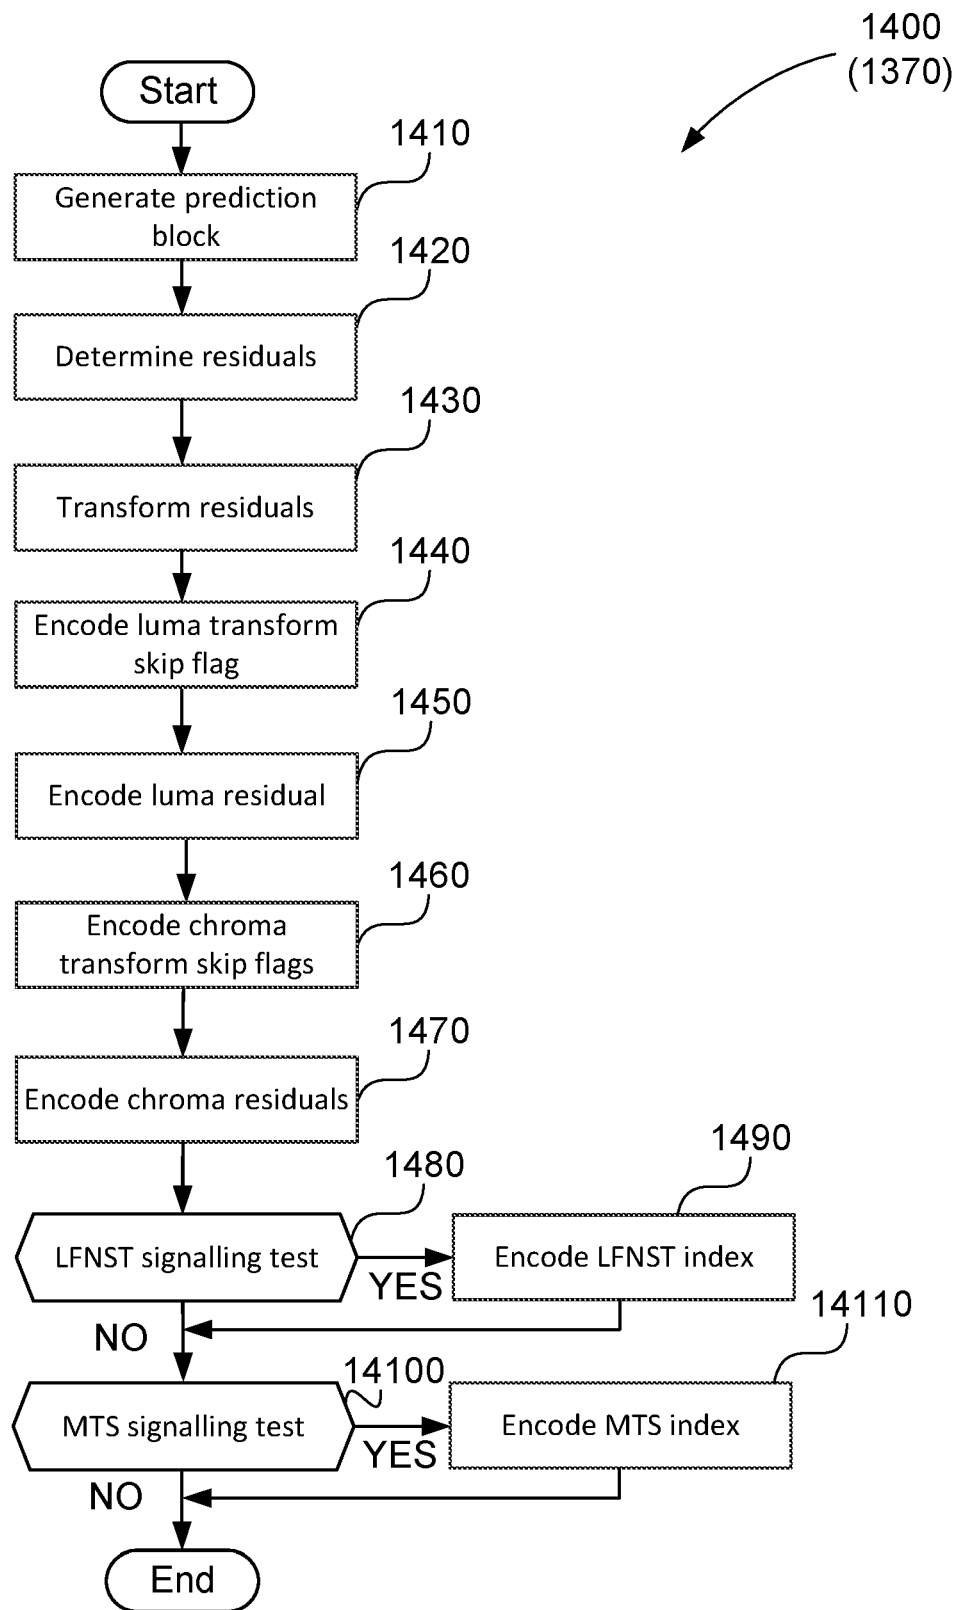 1400
(1370)
Start
1410
Generate prediction
block
1420
Determine residuals
1430
Transform residuals
1440
Encode luma transform
skip flag
1450
Encode luma residual
1460
Encode chroma
transform skip flags
1470
Encode chroma residuals
1480
1490
LFNST signalling test
YES
Encode LFNST index
NO
14110
14100
MTS signalling test
YES
Encode MTS index
NO
End